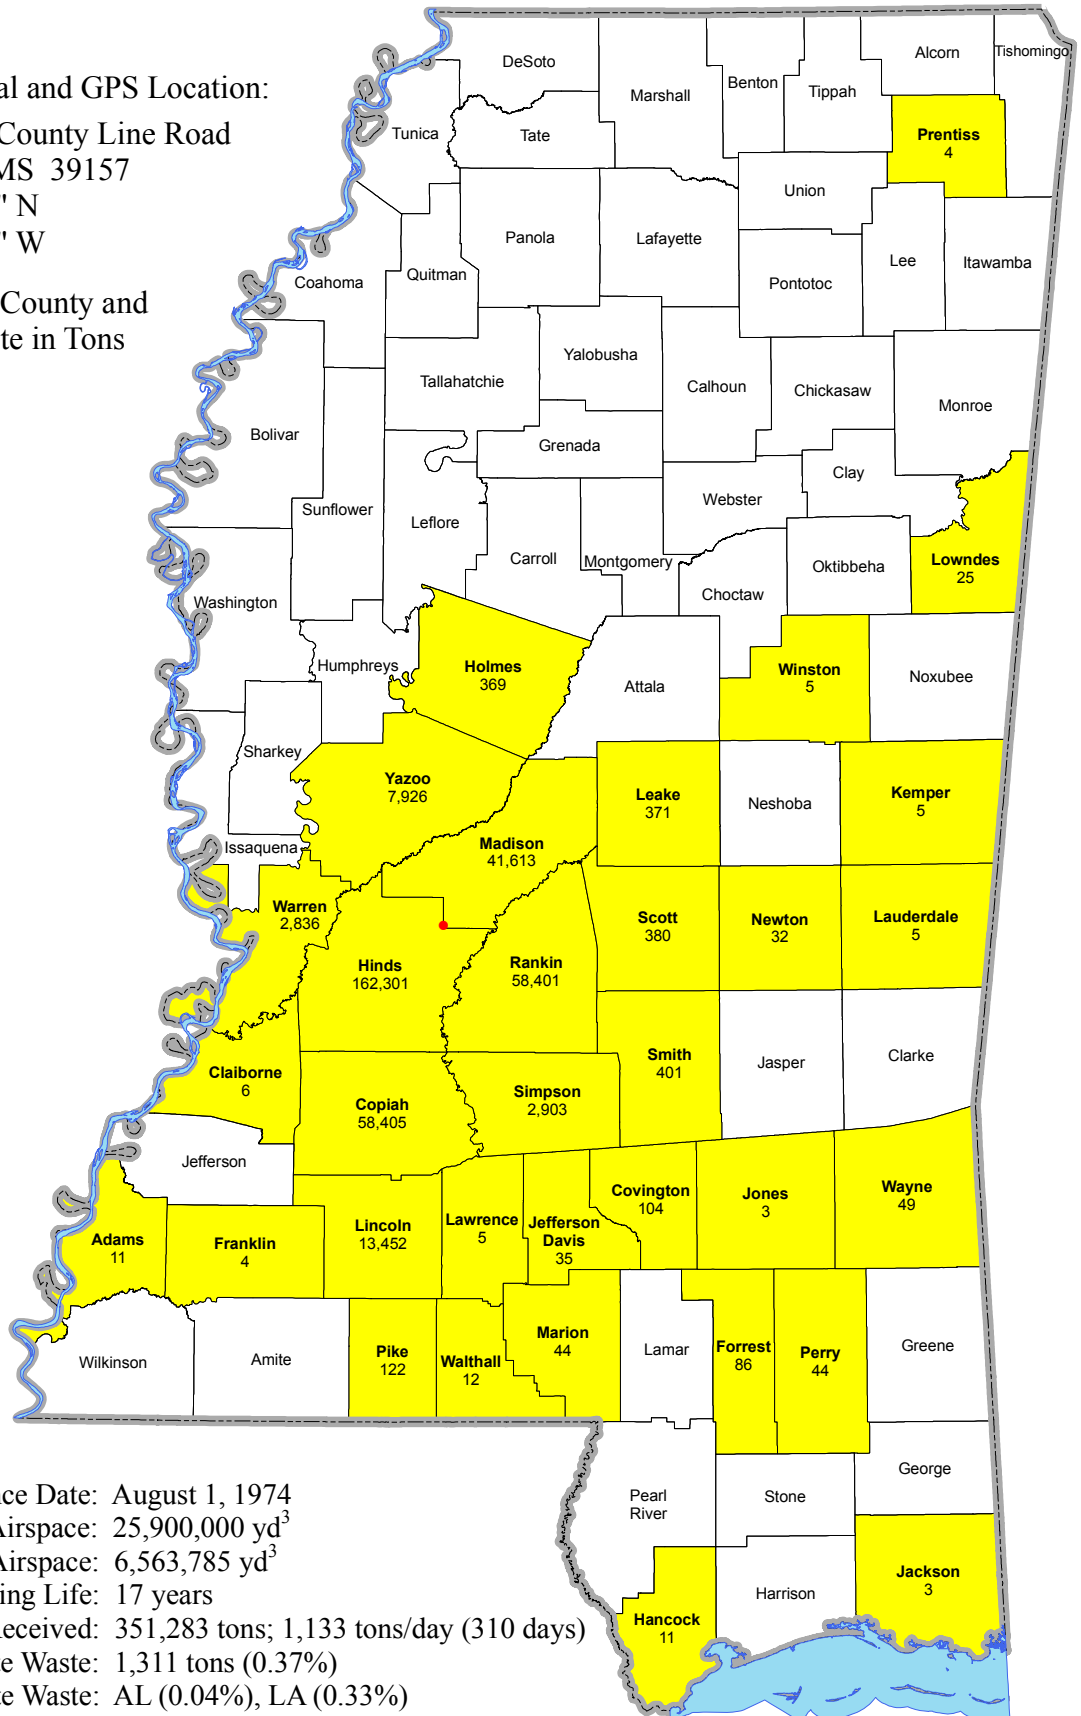 al and GPS Location:
County Line Road
MS 39157
" N
" W
County and
te in Tons
DeSoto
Marshall
Benton
Tippah
Alcorn
Tishomingo
Tunica
Tate
Prentiss
4
Union
Panola
Lafayette
Lee
Itawamba
Coahoma
Quitman
Pontotoc
Yalobusha
Tallahatchie
Calhoun
Chickasaw
Monroe
Bolivar
Grenada
Clay
Webster
Sunflower
Leflore
Carroll
Montgomery
Oktibbeha
Lowndes
25
Choctaw
Washington
Humphreys
Holmes
369
Attala
Winston
5
Noxubee
Sharkey
Yazoo
7,926
Leake
371
Neshoba
Kemper
5
Issaquena
Madison
41,613
Warren
2,836
Scott
380
Newton
32
Lauderdale
5
Hinds
162,301
Rankin
58,401
Smith
401
Jasper
Clarke
Claiborne
6
Copiah
58,405
Simpson
2,903
Jefferson
Covington
104
Jones
3
Wayne
49
Adams
11
Franklin
4
Lincoln
13,452
Lawrence
5
Jefferson
Davis
35
Wilkinson
Amite
Pike
122
Walthall
12
Marion
44
Lamar
Forrest
86
Perry
44
Greene
George
Pearl
River
Stone
Harrison
Jackson
3
Hancock
11
ce Date: August 1, 1974
Airspace: 25,900,000 yd³
Airspace: 6,563,785 yd³
ing Life: 17 years
eceived: 351,283 tons; 1,133 tons/day (310 days)
te Waste: 1,311 tons (0.37%)
te Waste: AL (0.04%), LA (0.33%)